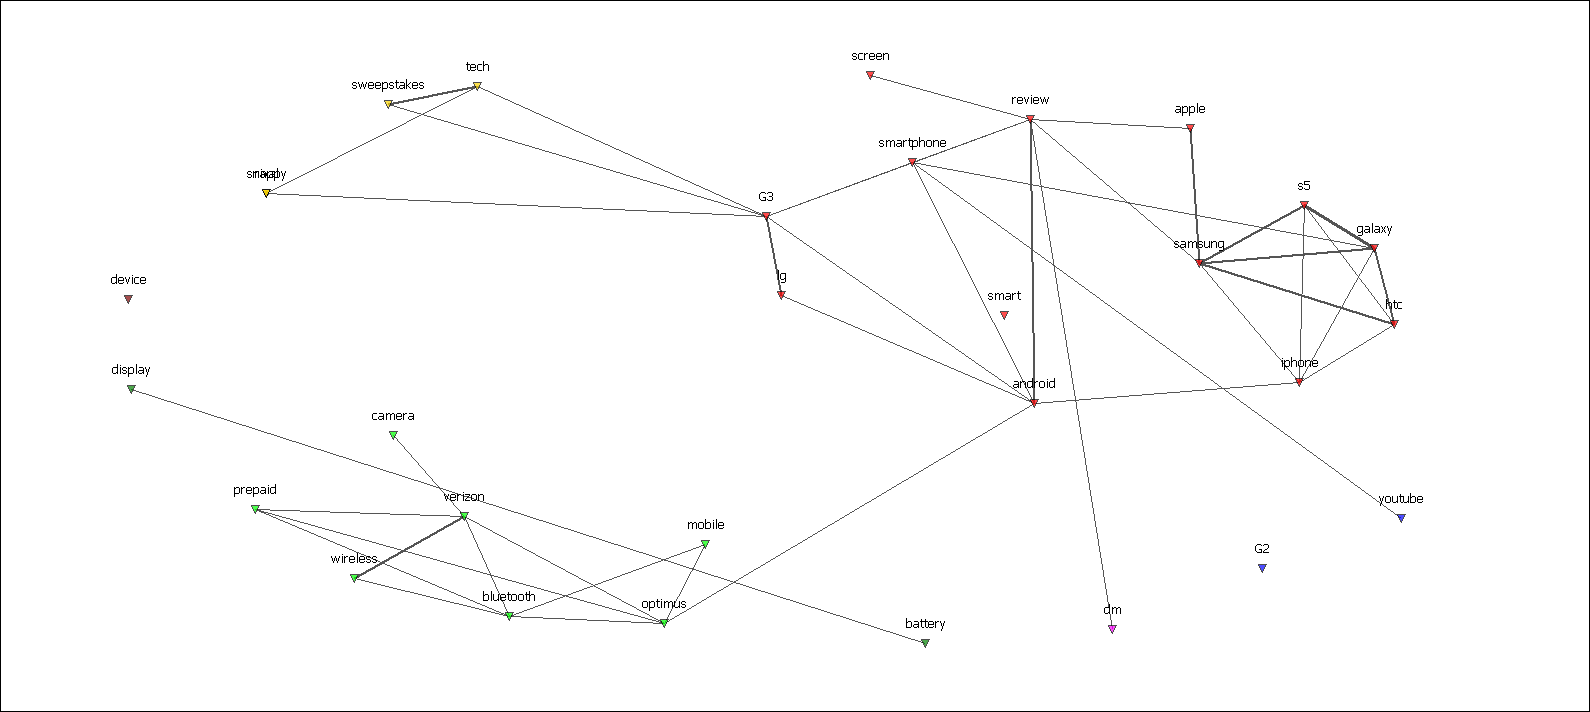 screen
tech
sweepstakes
review
apple
smartphone
snappy
s5
G3
galaxy
samsung
lg
device
smart
htc
iphone
display
android
camera
prepaid
verizon
youtube
mobile
G2
wireless
bluetooth
optimus
dm
battery